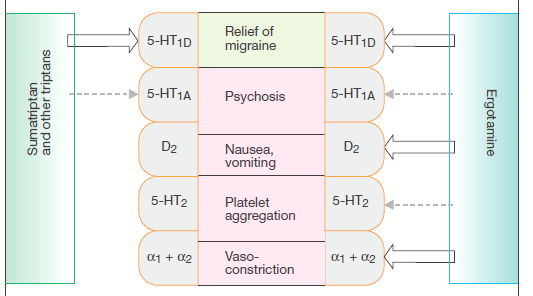 Sumatriptan
and other triptans
5-HT1D
Relief of
migraine
5-HT1D
5-HT1A
Psychosis
5-HT1A
D2
Nausea,
vomiting
D2
5-HT2
Platelet
aggregation
5-HT2
α1 + α2
Vaso-
constriction
α1 + α2
Ergotamine